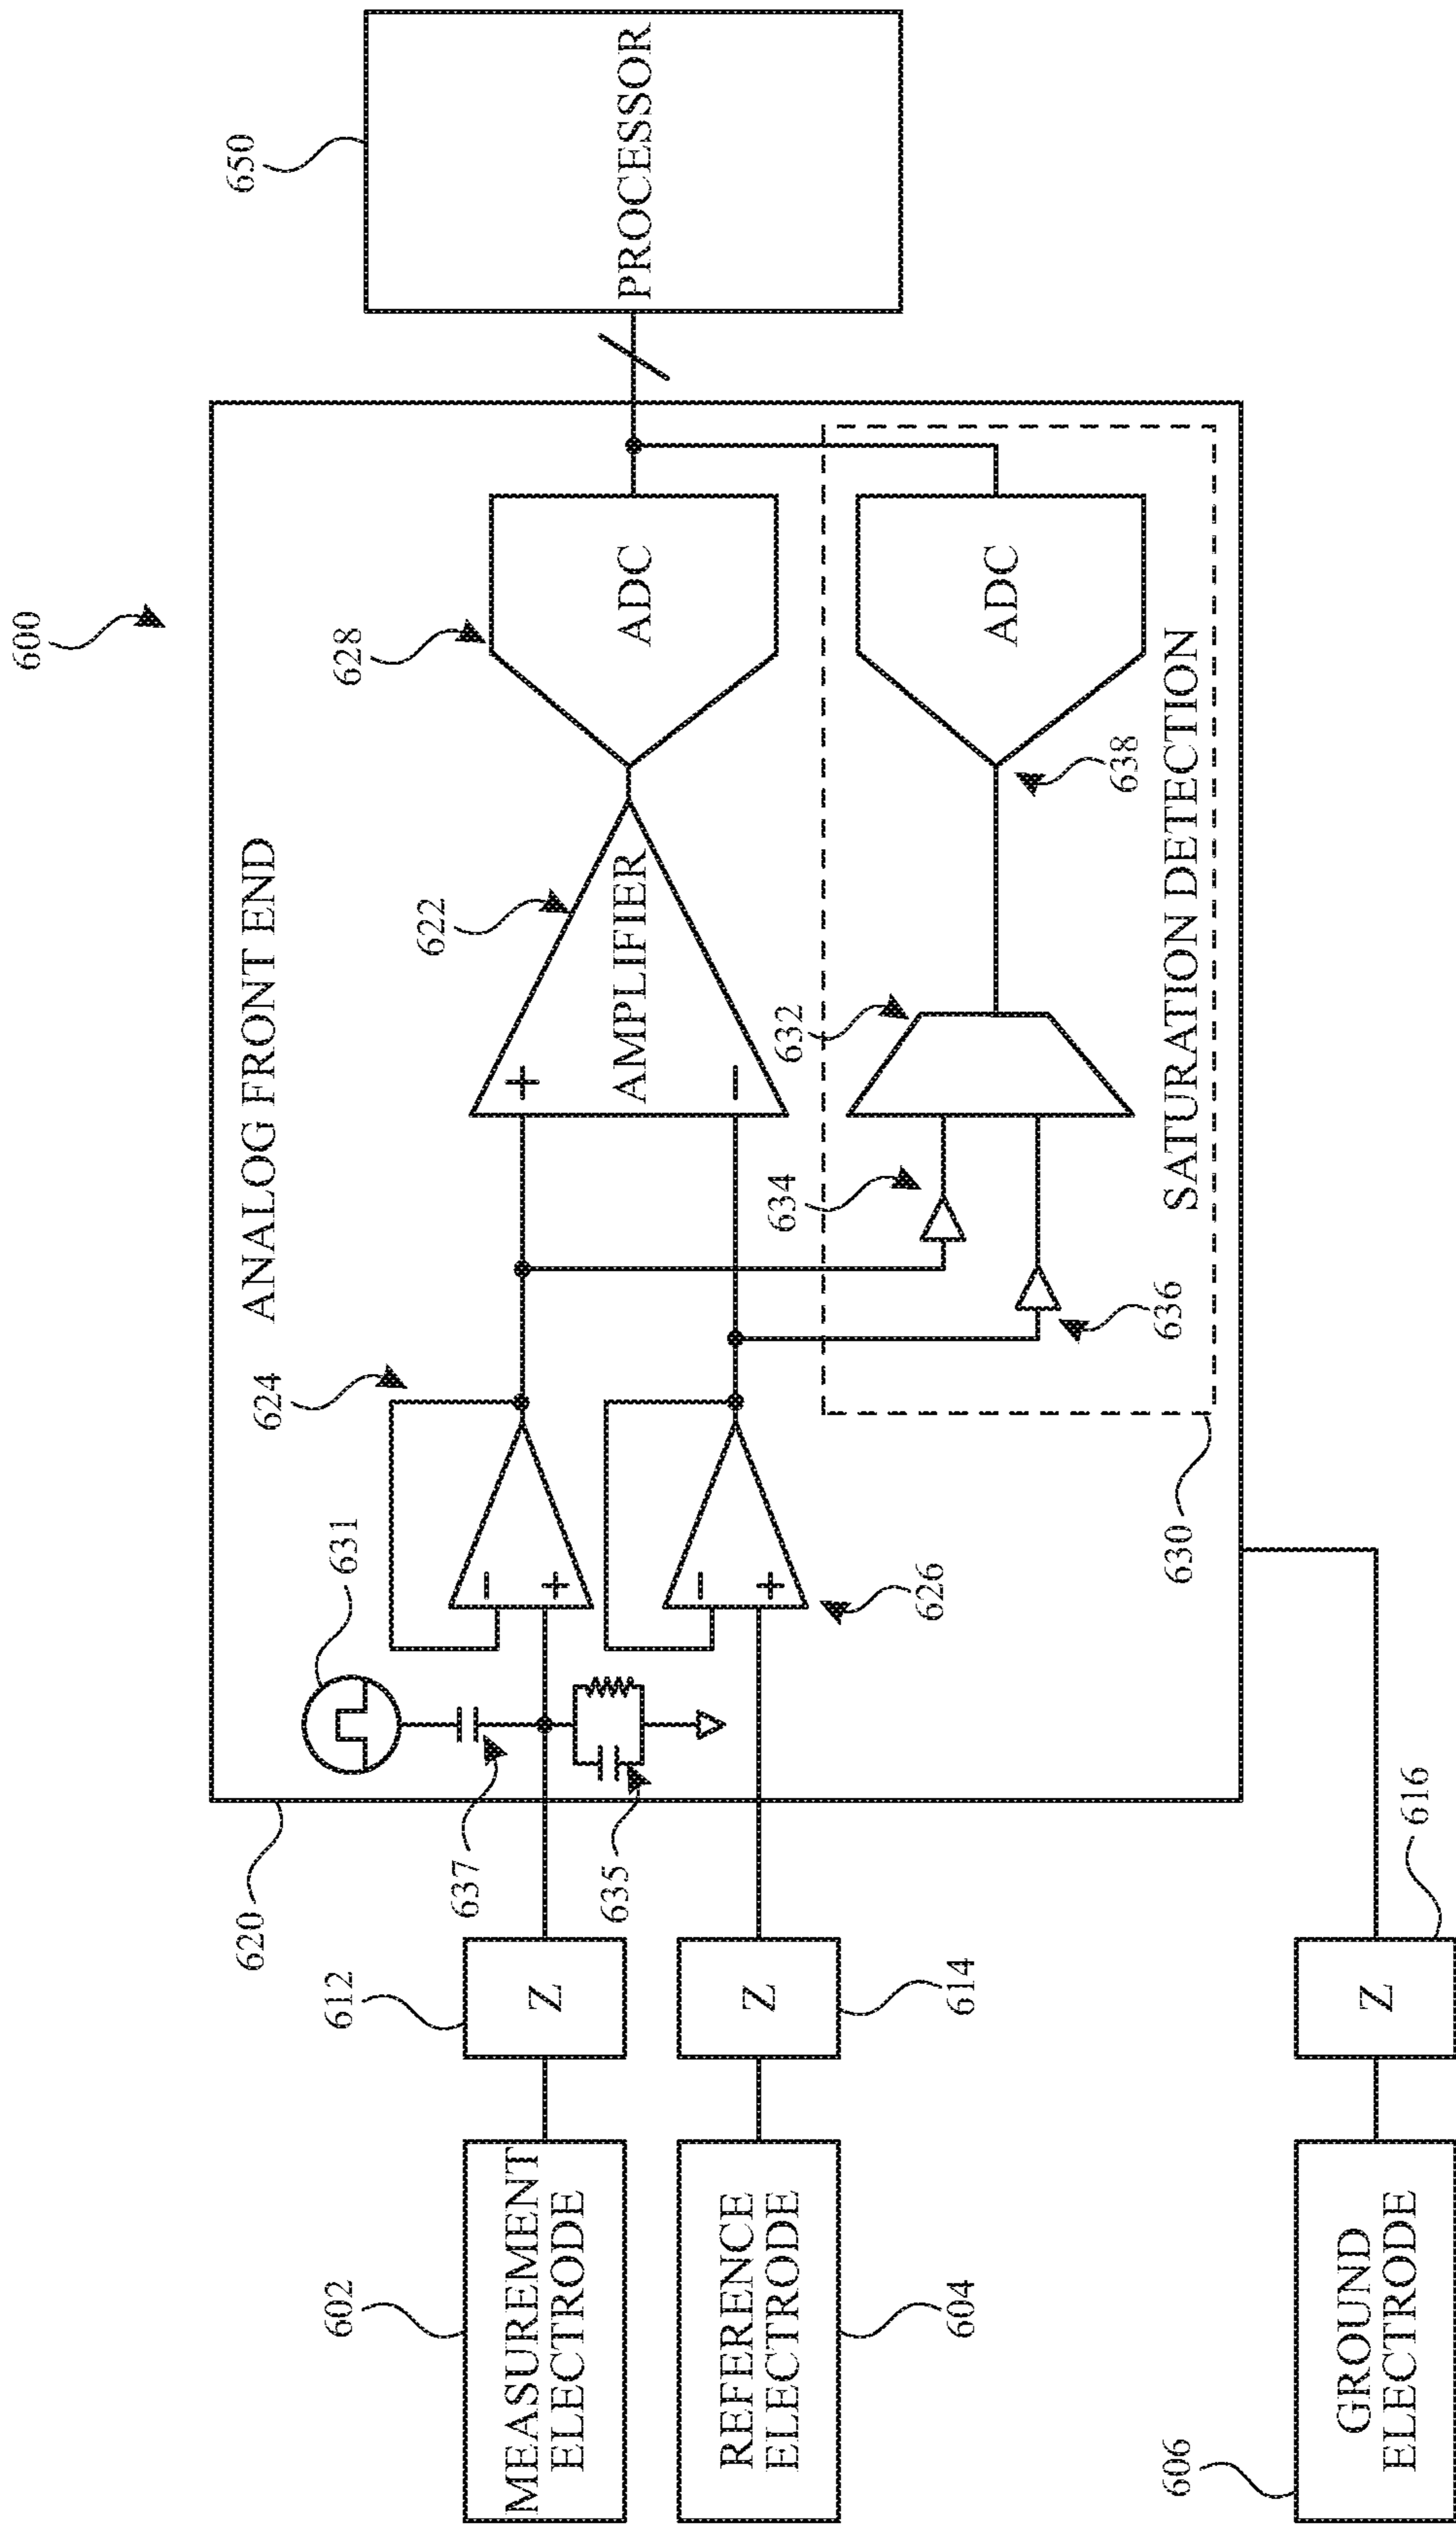 600
620
ANALOG FRONT END
650
PROCESSOR
631
624
622
AMPLIFIER
+
−
628
ADC
−
+
−
+
626
602
MEASUREMENT
ELECTRODE
612
Z
637
635
604
REFERENCE
ELECTRODE
614
Z
634
632
636
638
ADC
SATURATION DETECTION
630
606
GROUND
ELECTRODE
616
Z